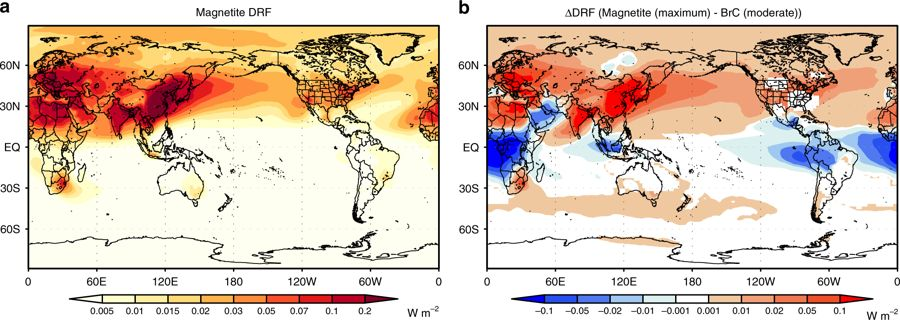 a
Magnetite DRF
60N
30N
EQ
30S
60S
0 60E 120E 180 120W 60W 0
0.005 0.01 0.015 0.02 0.03 0.05 0.07 0.1 0.2
W m−2
b
ΔDRF (Magnetite (maximum) - BrC (moderate))
60N
30N
EQ
30S
60S
0 60E 120E 180 120W 60W 0
−0.1 −0.05 −0.02 −0.01 −0.001 0.001 0.01 0.02 0.05 0.1
W m−2